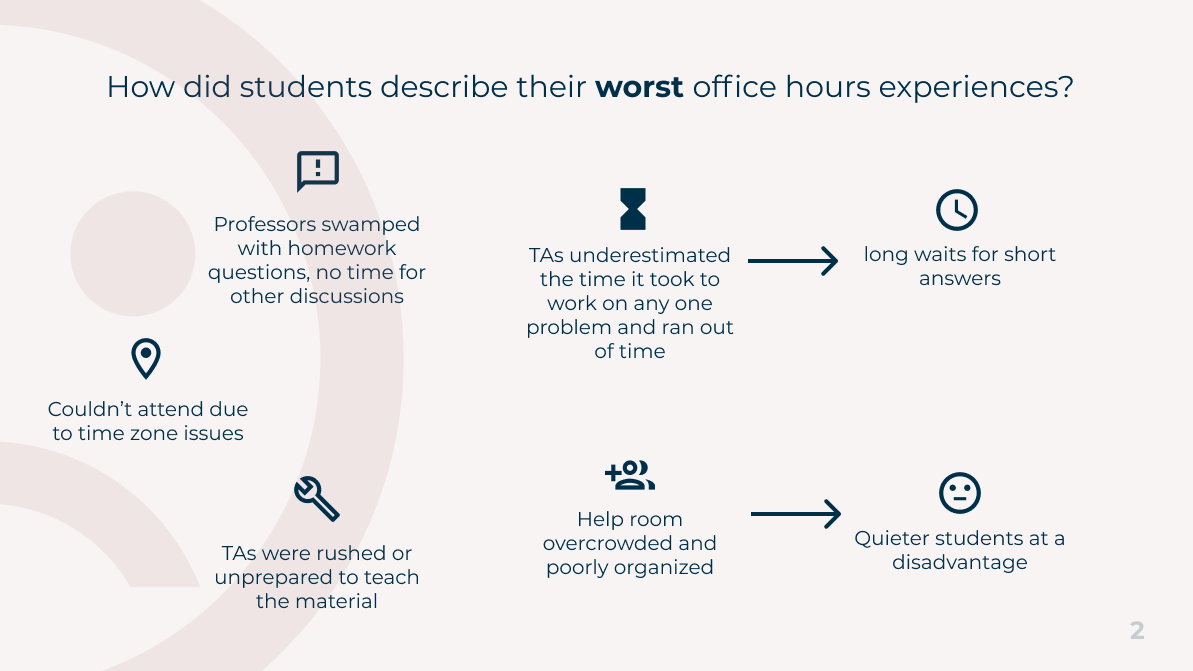 How did students describe their worst office hours experiences?
Professors swamped
with homework
questions, no time for
other discussions
TAs underestimated
the time it took to
work on any one
problem and ran out
of time
long waits for short
answers
Couldn’t attend due
to time zone issues
TAs were rushed or
unprepared to teach
the material
Help room
overcrowded and
poorly organized
Quieter students at a
disadvantage
2